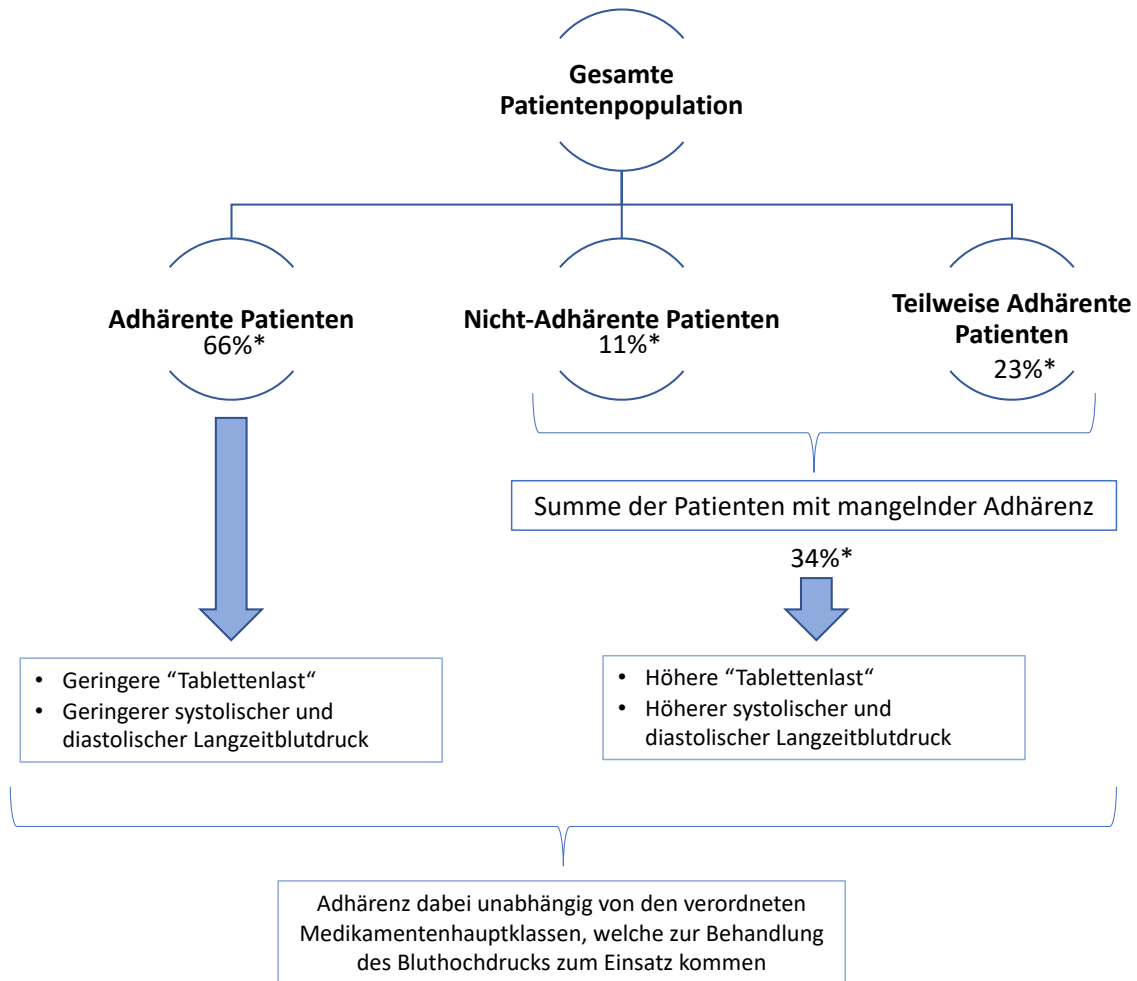 Gesamte
Patientenpopulation
Adhärente Patienten
66%*
Nicht-Adhärente Patienten
11%*
Teilweise Adhärente
Patienten
23%*
Summe der Patienten mit mangelnder Adhärenz
34%*
• Geringere “Tablettenlast“
• Geringerer systolischer und
diastolischer Langzeitblutdruck
• Höhere “Tablettenlast“
• Höherer systolischer und
diastolischer Langzeitblutdruck
Adhärenz dabei unabhängig von den verordneten
Medikamentenhauptklassen, welche zur Behandlung
des Bluthochdrucks zum Einsatz kommen